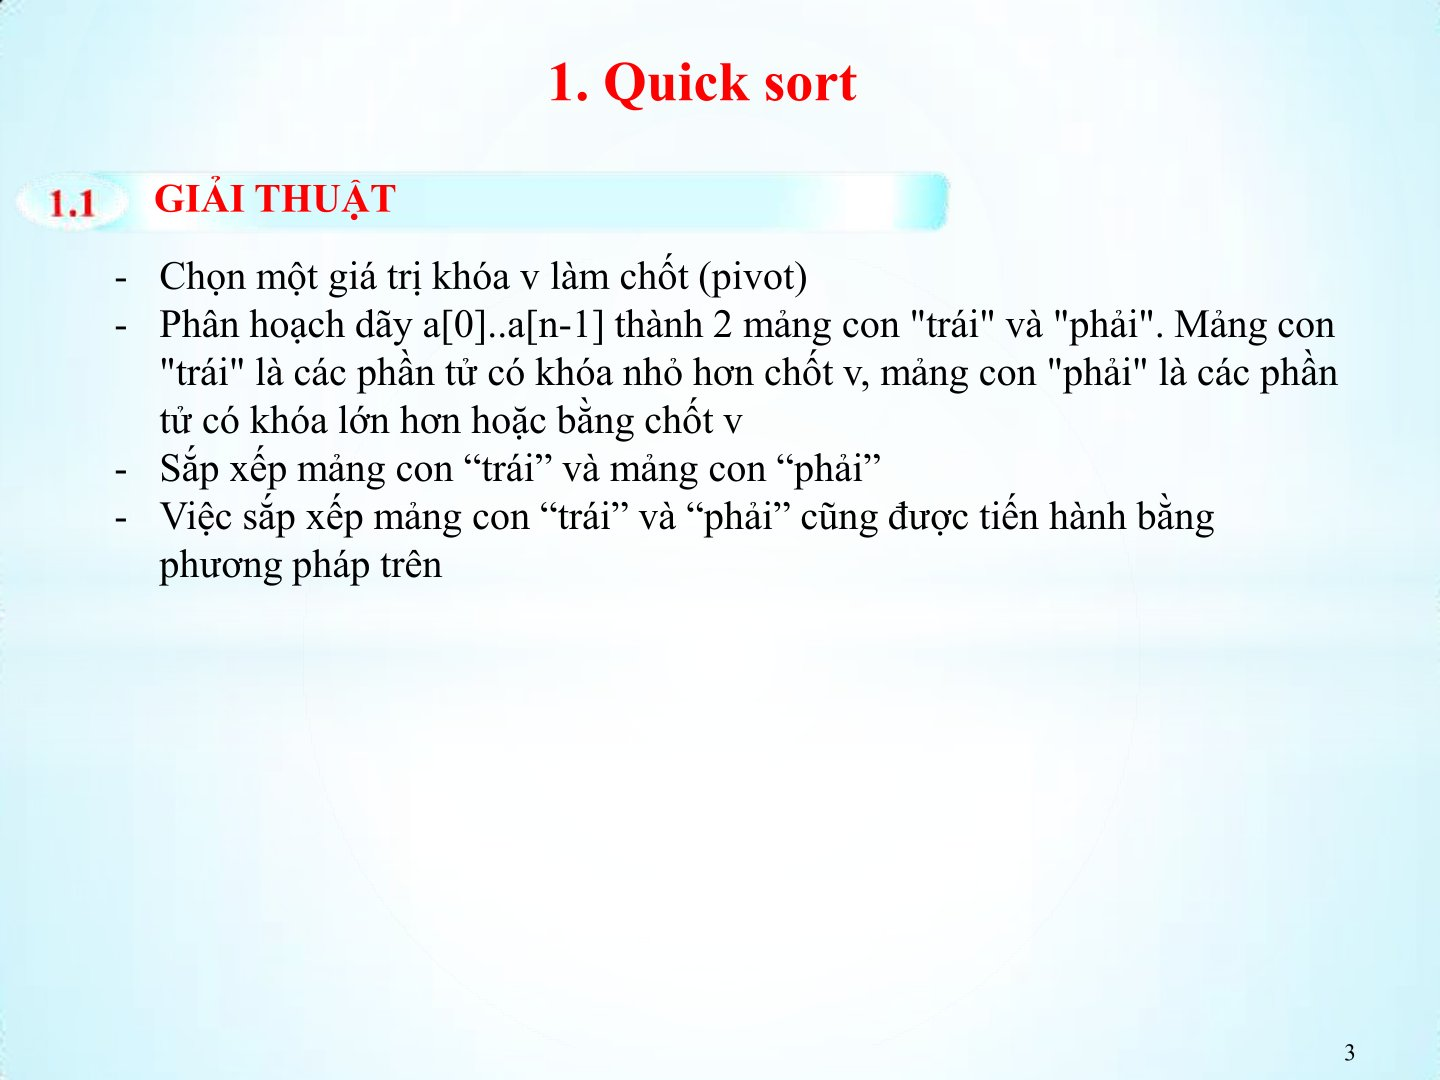 1. Quick sort
1.1 GIẢI THUẬT
- Chọn một giá trị khóa v làm chốt (pivot)
- Phân hoạch dãy a[0]..a[n-1] thành 2 mảng con "trái" và "phải". Mảng con
"trái" là các phần tử có khóa nhỏ hơn chốt v, mảng con "phải" là các phần
tử có khóa lớn hơn hoặc bằng chốt v
- Sắp xếp mảng con “trái” và mảng con “phải”
- Việc sắp xếp mảng con “trái” và “phải” cũng được tiến hành bằng
phương pháp trên
3